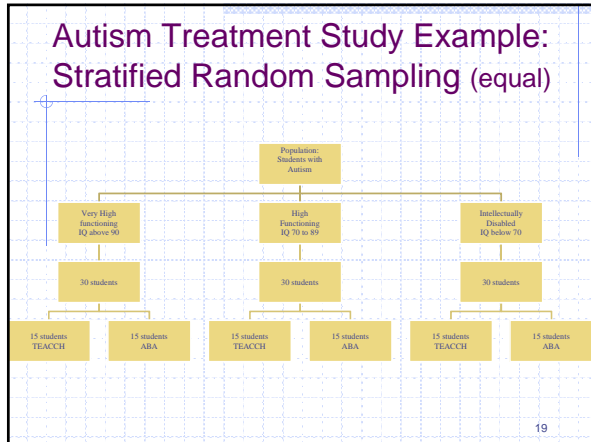 Autism Treatment Study Example:
Stratified Random Sampling (equal)
Population:
Students with
Autism
Very High
functioning
IQ above 90
High
Functioning
IQ 70 to 89
Intellectually
Disabled
IQ below 70
30 students
30 students
30 students
15 students
TEACCH
15 students
ABA
15 students
TEACCH
15 students
ABA
15 students
TEACCH
15 students
ABA
19